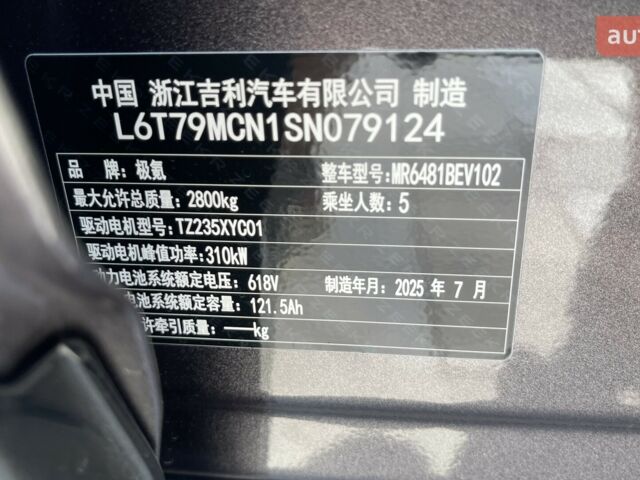 aut
中国 浙江吉利汽车有限公司 制造
L6T79MCN1SN079124
品牌:极氪 整车型号:MR6481BEV102
最大允许总质量:2800kg 乘坐人数:5
驱动电机型号:TZ235XYC01
驱动电机峰值功率:310kW
动力电池系统额定电压:618V 制造年月:2025 年 7 月
电池系统额定容量:121.5Ah
许牵引质量:——kg